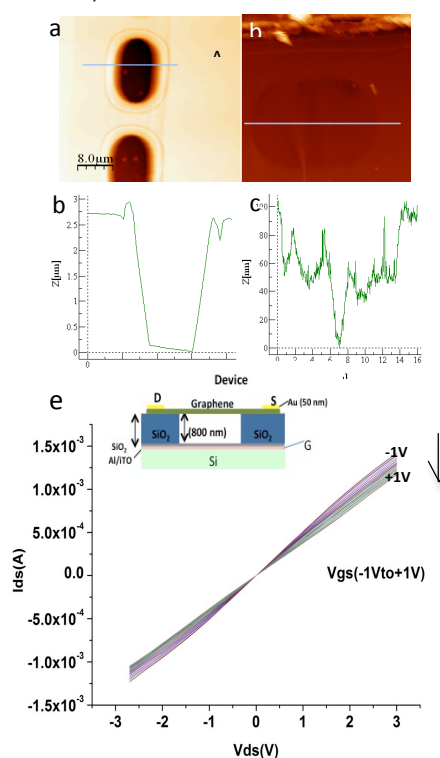 a
^
h
8.0µm
b
c
3
2.5
2
1.5
1
0.5
0
Z[µm]
0
100
80
60
40
20
0
Z[nm]
0 2 4 6 8 10 12 14 16
Device
e
D
Graphene
S
Au (50 nm)
SiO₂
(800 nm)
SiO₂
SiO₂
Al/iTO
G
Si
1.5x10⁻³
1.0x10⁻³
5.0x10⁻⁴
0.0
-5.0x10⁻⁴
-1.0x10⁻³
-1.5x10⁻³
Ids(A)
-1V
+1V
Vgs(-1Vto+1V)
-3 -2 -1 0 1 2 3
Vds(V)